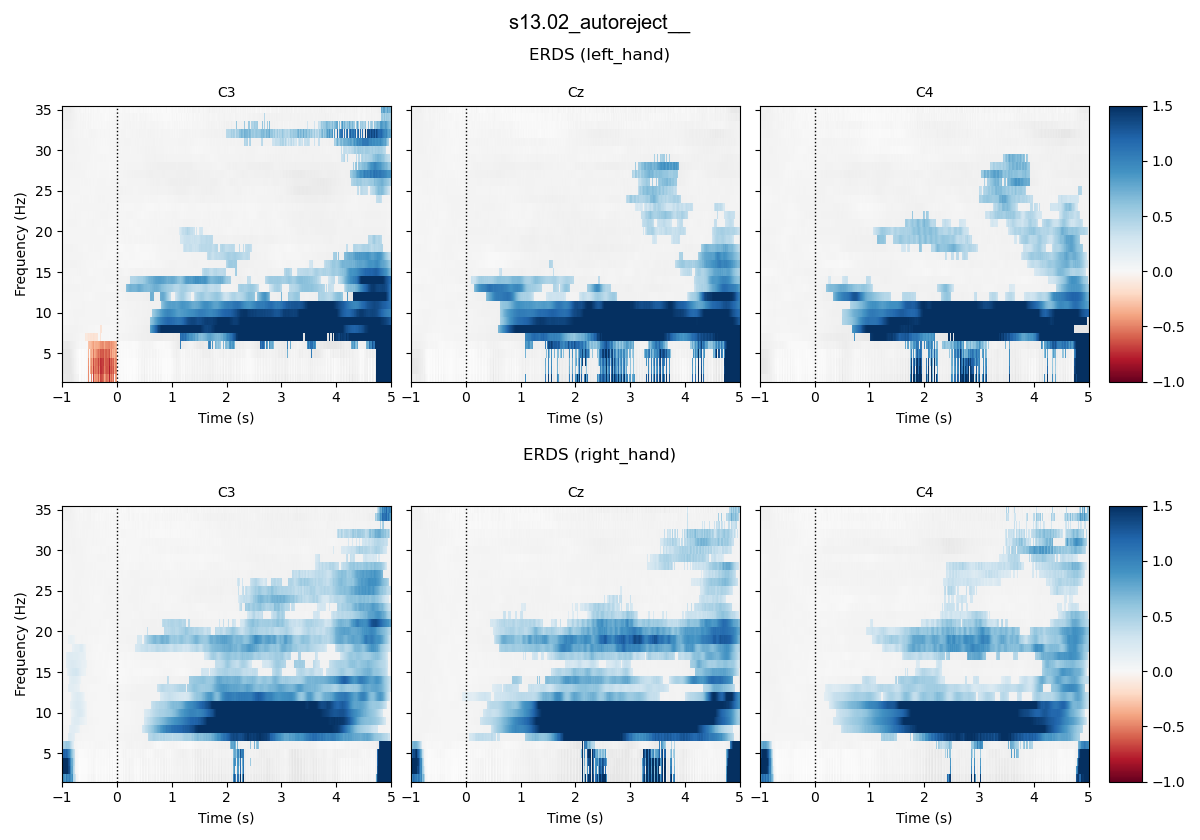 s13.02_autoreject__
ERDS (left_hand)
C3 Cz C4
Frequency (Hz)
35
30
25
20
15
10
5
−1 0 1 2 3 4 5
−1 0 1 2 3 4 5
−1 0 1 2 3 4 5
Time (s) Time (s) Time (s)
1.5
1.0
0.5
0.0
−0.5
−1.0
ERDS (right_hand)
C3 Cz C4
Frequency (Hz)
35
30
25
20
15
10
5
−1 0 1 2 3 4 5
−1 0 1 2 3 4 5
−1 0 1 2 3 4 5
Time (s) Time (s) Time (s)
1.5
1.0
0.5
0.0
−0.5
−1.0